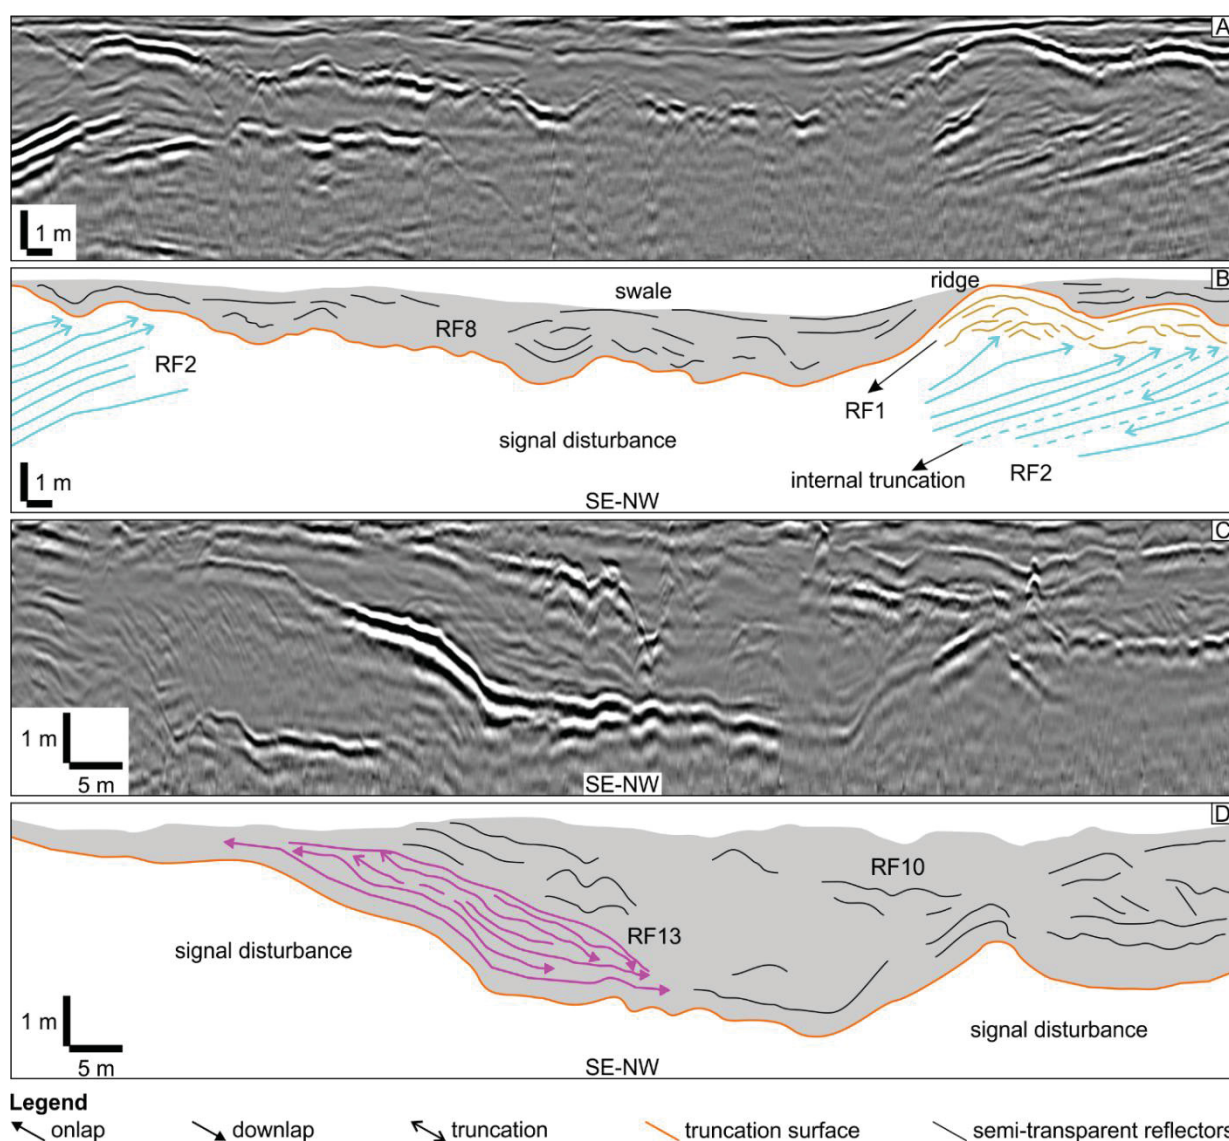 A
1 m
B
ridge
swale
RF8
RF2
RF1
signal disturbance
internal truncation
RF2
1 m
SE-NW
C
1 m
5 m
SE-NW
D
RF10
RF13
signal disturbance
1 m
signal disturbance
5 m
SE-NW
Legend
onlap downlap truncation truncation surface semi-transparent reflectors